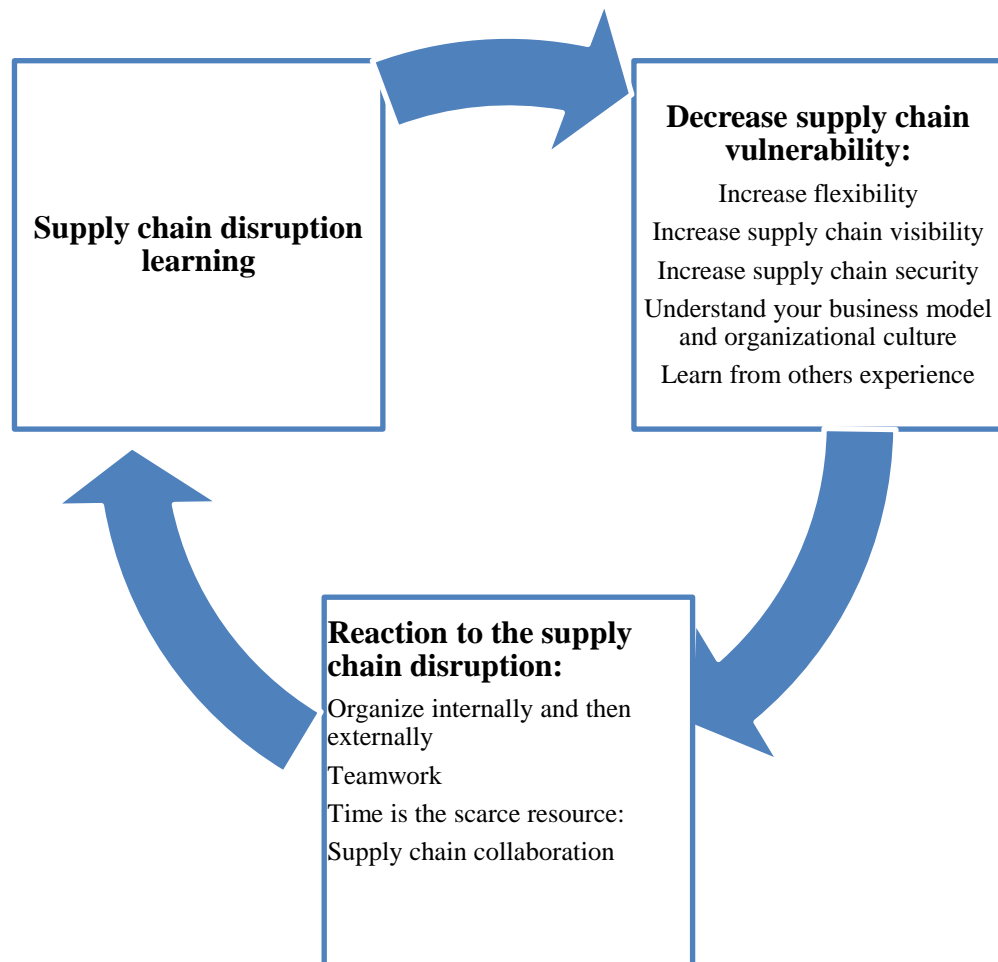 Supply chain disruption
learning
Decrease supply chain
vulnerability:
Increase flexibility
Increase supply chain visibility
Increase supply chain security
Understand your business model
and organizational culture
Learn from others experience
Reaction to the supply
chain disruption:
Organize internally and then
externally
Teamwork
Time is the scarce resource:
Supply chain collaboration